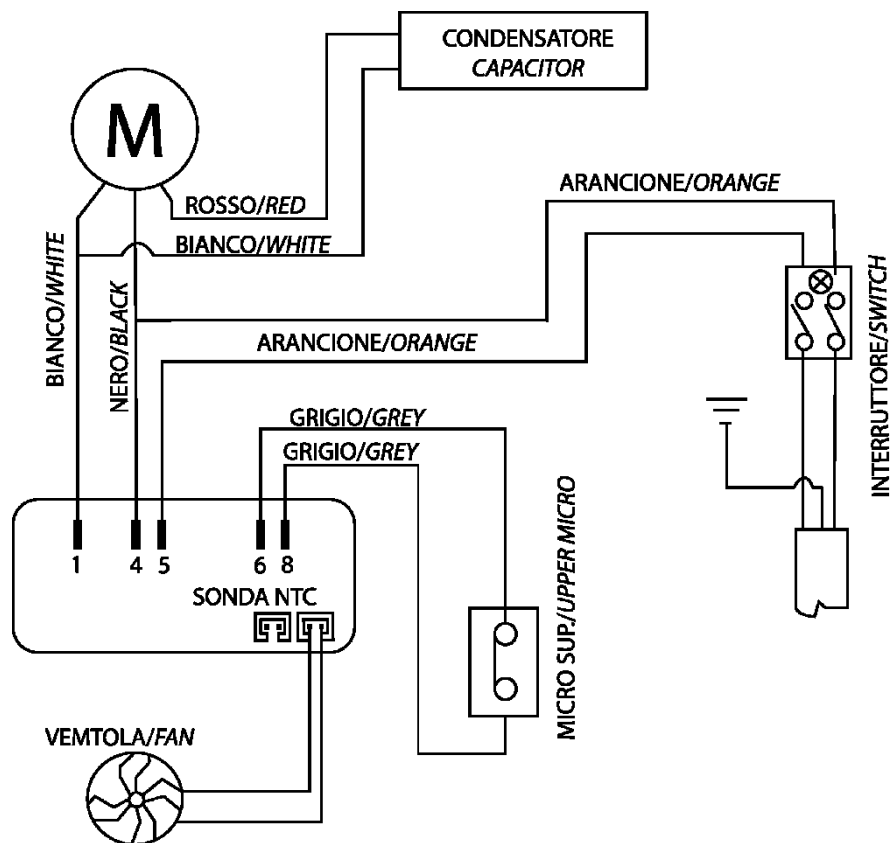 CONDENSATORE
CAPACITOR
M
ROSSO/RED
BIANCO/WHITE
ARANCIONE/ORANGE
BIANCO/WHITE
NERO/BLACK
ARANCIONE/ORANGE
INTERRUTTORE/SWITCH
GRIGIO/GREY
GRIGIO/GREY
1 4 5 6 8
SONDA NTC
MICRO SUP./UPPER MICRO
VEMTOLA/FAN